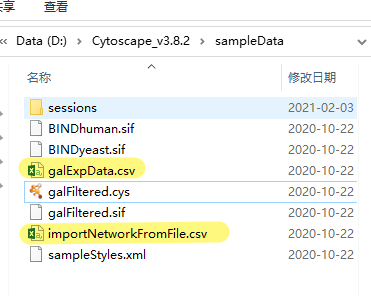 共享 查看
Data (D:) > Cytoscape_v3.8.2 > sampleData
名称 修改日期
sessions 2021-02-03
BINDhuman.sif 2020-10-22
BINDyeast.sif 2020-10-22
galExpData.csv 2020-10-22
galFiltered.cys 2020-10-22
galFiltered.sif 2020-10-22
importNetworkFromFile.csv 2020-10-22
sampleStyles.xml 2020-10-22